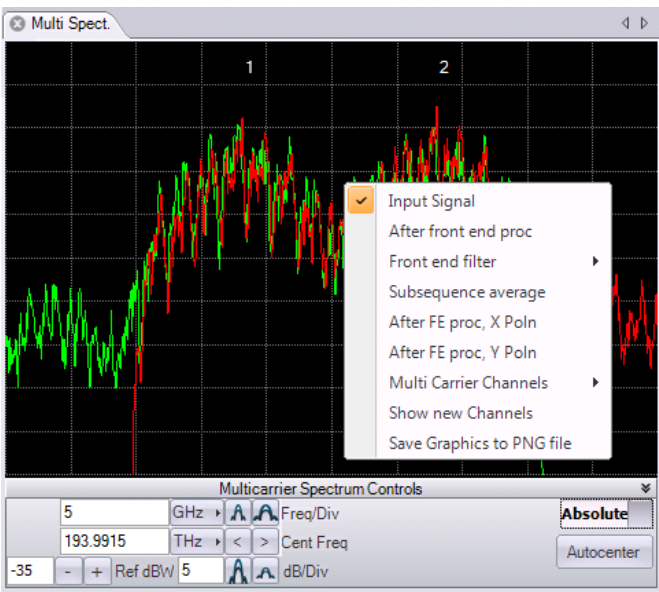 Multi Spect.
1 2
Input Signal
After front end proc
Front end filter
Subsequence average
After FE proc, X Poln
After FE proc, Y Poln
Multi Carrier Channels
Show new Channels
Save Graphics to PNG file
Multicarrier Spectrum Controls
5 GHz Freq/Div Absolute
193.9915 THz < > Cent Freq Autocenter
-35 - + Ref dBW 5 dB/Div